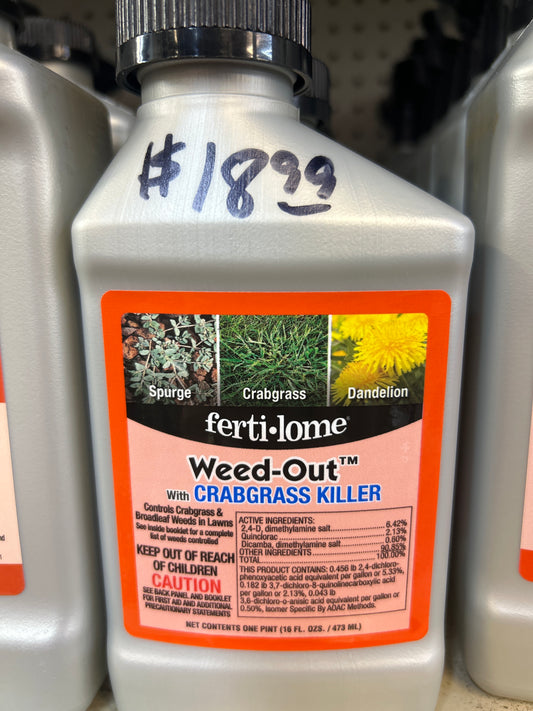 $18.99
Spurge
Crabgrass
Dandelion
ferti•lome®
Weed-Out™
With CRABGRASS KILLER
Controls Crabgrass &
Broadleaf Weeds in Lawns
See inside booklet for a complete
list of weeds controlled
KEEP OUT OF REACH
OF CHILDREN
CAUTION
SEE BACK PANEL AND BOOKLET
FOR FIRST AID AND ADDITIONAL
PRECAUTIONARY STATEMENTS
ACTIVE INGREDIENTS:
2,4-D, dimethylamine salt....................6.42%
Quinclorac...........................................2.13%
Dicamba, dimethylamine salt...............0.60%
OTHER INGREDIENTS......................90.85%
TOTAL..............................................100.00%
THIS PRODUCT CONTAINS: 0.456 lb 2,4-dichloro-
phenoxyacetic acid equivalent per gallon or 5.33%,
0.182 lb 3,7-dichloro-8-quinolinecarboxylic acid
per gallon or 2.13%, 0.043 lb
3,6-dichloro-o-anisic acid equivalent per gallon or
0.50%, Isomer Specific By AOAC Methods.
NET CONTENTS ONE PINT (16 FL. OZS. / 473 ML)